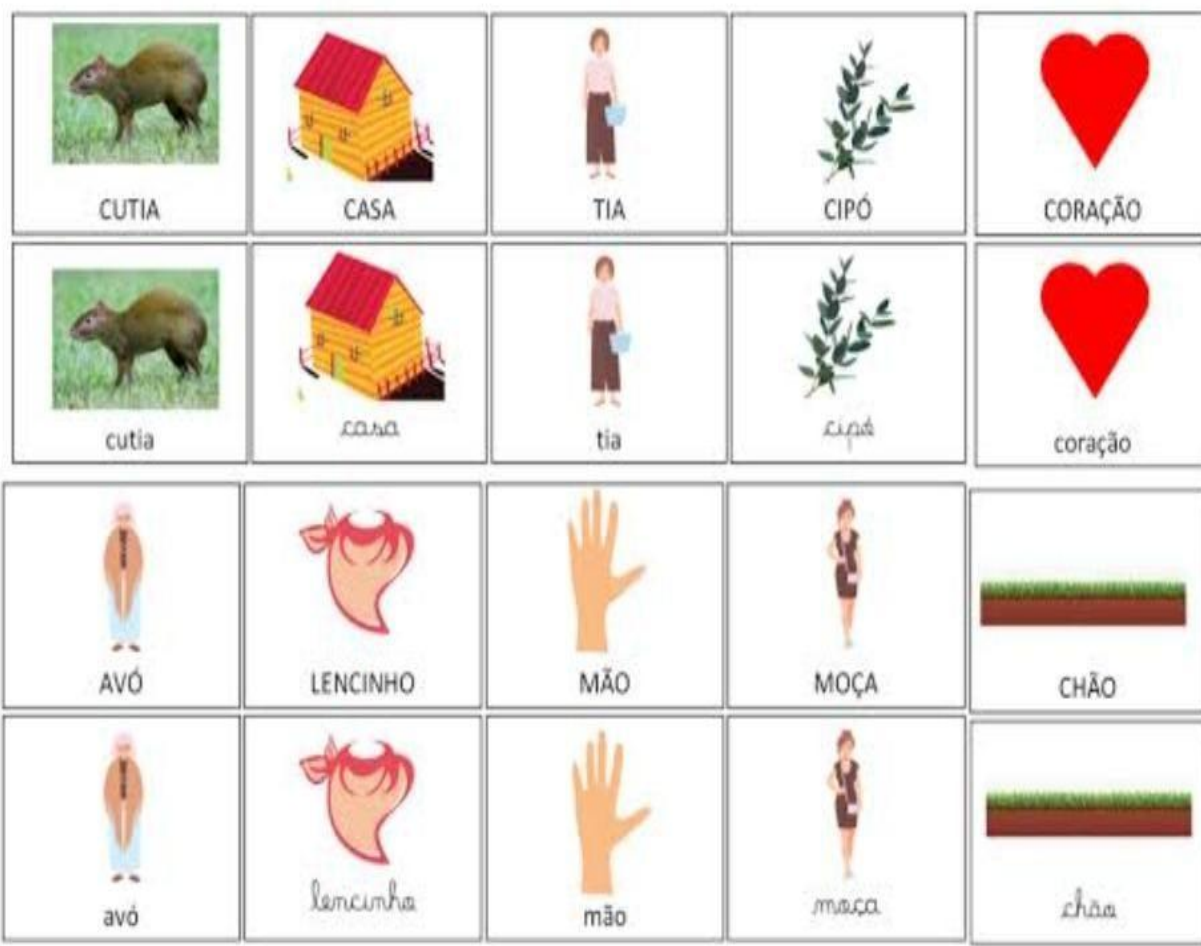 CUTIA
CASA
TIA
CIPÓ
CORAÇÃO
cutia
casa
tia
cipó
coração
AVÓ
LENCINHO
MÃO
MOÇA
CHÃO
avó
lencinho
mão
moça
chão